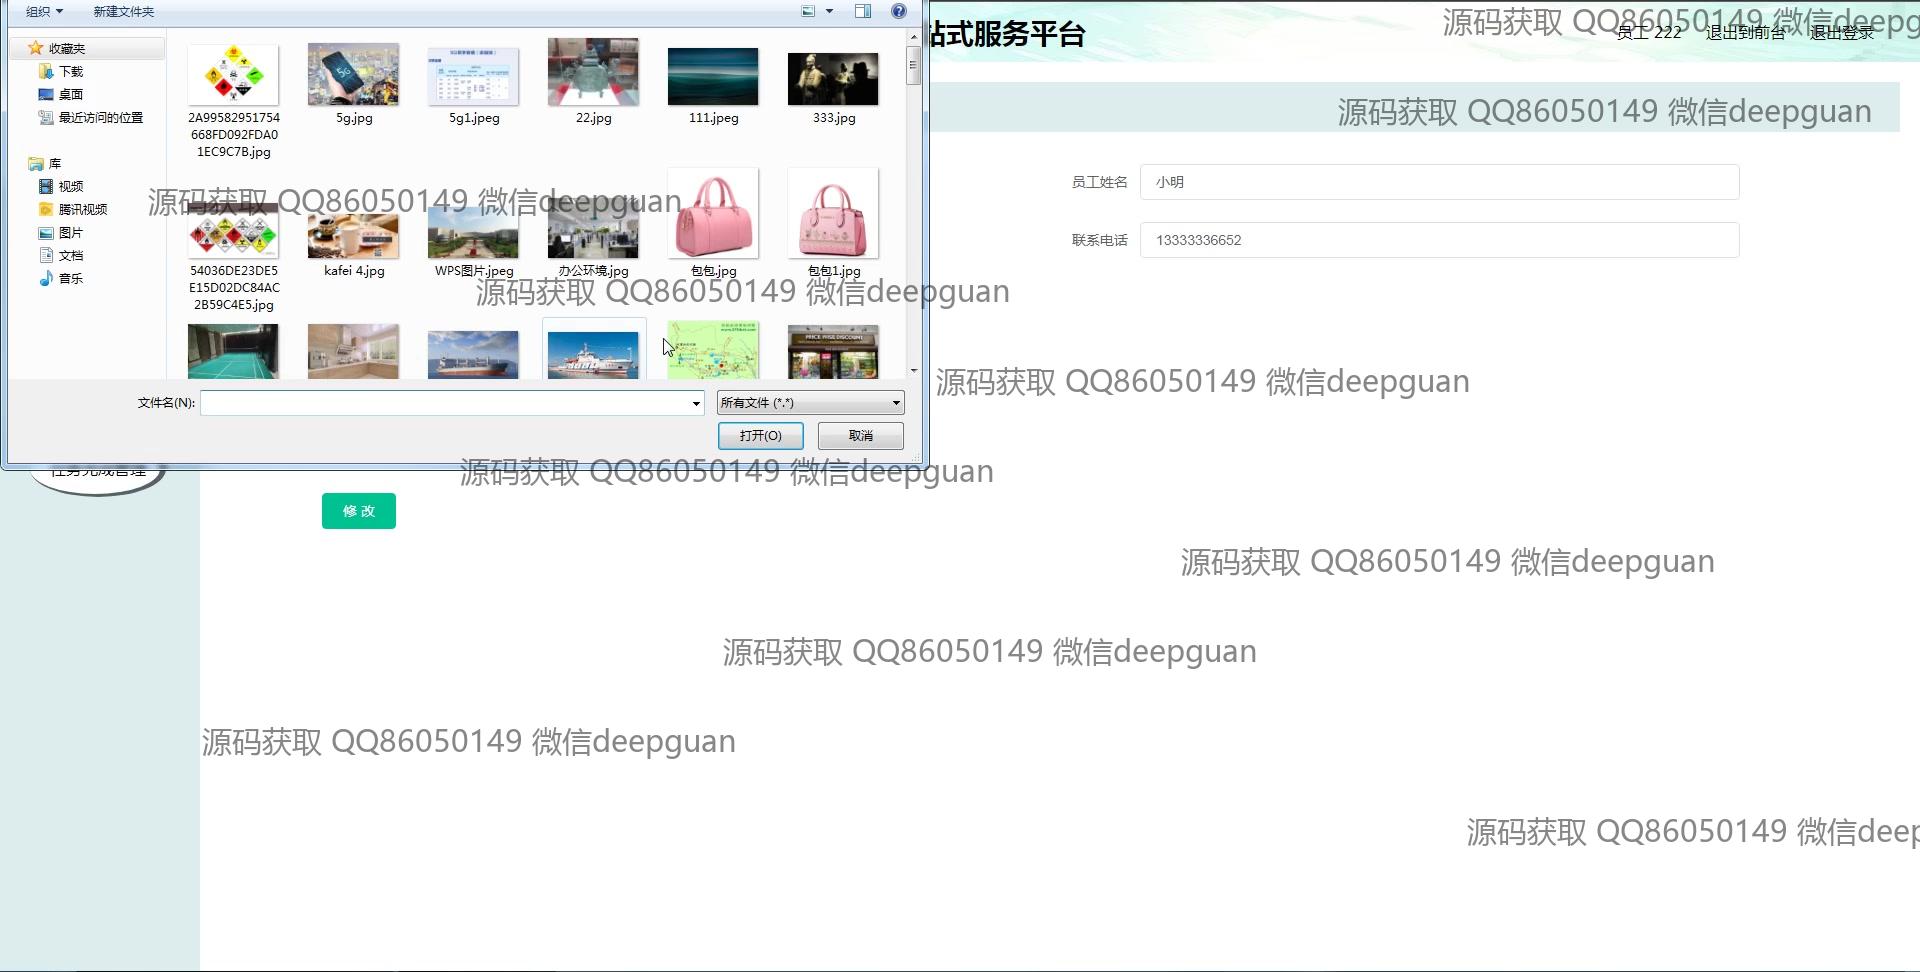 组织 新建文件夹
站式服务平台
员工 222 退出到前台 退出登录
源码获取 QQ86050149 微信deepg
收藏夹
下载
桌面
最近访问的位置
库
视频
腾讯视频
图片
文档
音乐
2A99582951754
668FD092FDA0
1EC9C7B.jpg
5g.jpg
5g1.jpeg
22.jpg
111.jpeg
333.jpg
源码获取 QQ86050149 微信deepguan
员工姓名 小明
源码获取 QQ86050149 微信deepguan
联系电话 13333336652
54036DE23DE5
E15D02DC84AC
2B59C4E5.jpg
kafei 4.jpg
WPS图片.jpeg
办公环境.jpg
包包.jpg
包包1.jpg
源码获取 QQ86050149 微信deepguan
PRICE WISE DISCOUNT
源码获取 QQ86050149 微信deepguan
文件名(N):
所有文件 (*.*)
打开(O) 取消
任务完成管理
源码获取 QQ86050149 微信deepguan
修改
源码获取 QQ86050149 微信deepguan
源码获取 QQ86050149 微信deepguan
源码获取 QQ86050149 微信deepguan
源码获取 QQ86050149 微信deep